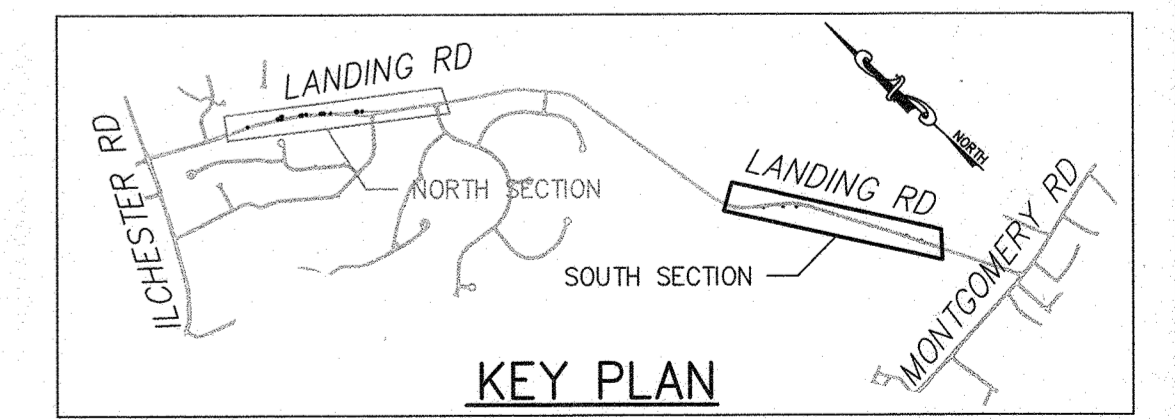 LANDING RD
ILCHESTER RD
NORTH SECTION
NORTH
LANDING RD
SOUTH SECTION
MONTGOMERY RD
KEY PLAN